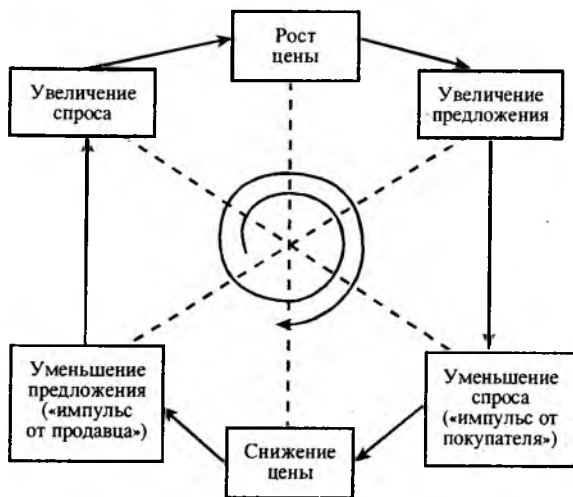 Рост
цены
Увеличение
спроса
Увеличение
предложения
Уменьшение
предложения
(«импульс
от продавца»)
Уменьшение
спроса
(«импульс от
покупателя»)
Снижение
цены